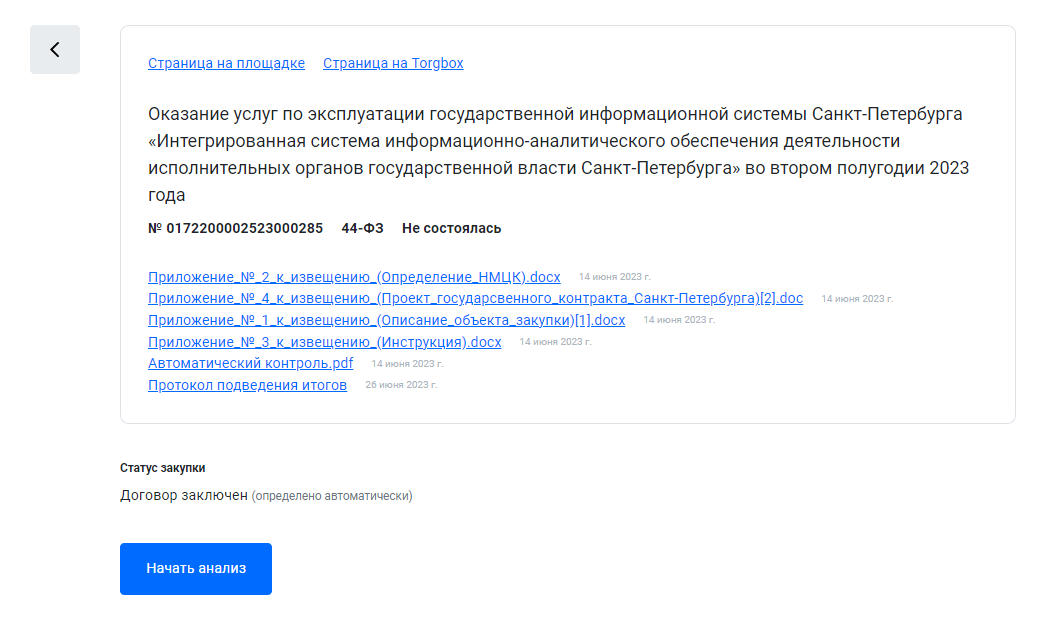 Страница на площадке Страница на Torgbox
Оказание услуг по эксплуатации государственной информационной системы Санкт-Петербурга
«Интегрированная система информационно-аналитического обеспечения деятельности
исполнительных органов государственной власти Санкт-Петербурга» во втором полугодии 2023
года
№ 0172200002523000285 44-ФЗ Не состоялась
Приложение_№_2_к_извещению_(Определение_НМЦК).docx 14 июня 2023 г.
Приложение_№_4_к_извещению_(Проект_государсвенного_контракта_Санкт-Петербурга)[2].doc 14 июня 2023 г.
Приложение_№_1_к_извещению_(Описание_объекта_закупки)[1].docx 14 июня 2023 г.
Приложение_№_3_к_извещению_(Инструкция).docx 14 июня 2023 г.
Автоматический контроль.pdf 14 июня 2023 г.
Протокол подведения итогов 26 июня 2023 г.
Статус закупки
Договор заключен (определено автоматически)
Начать анализ